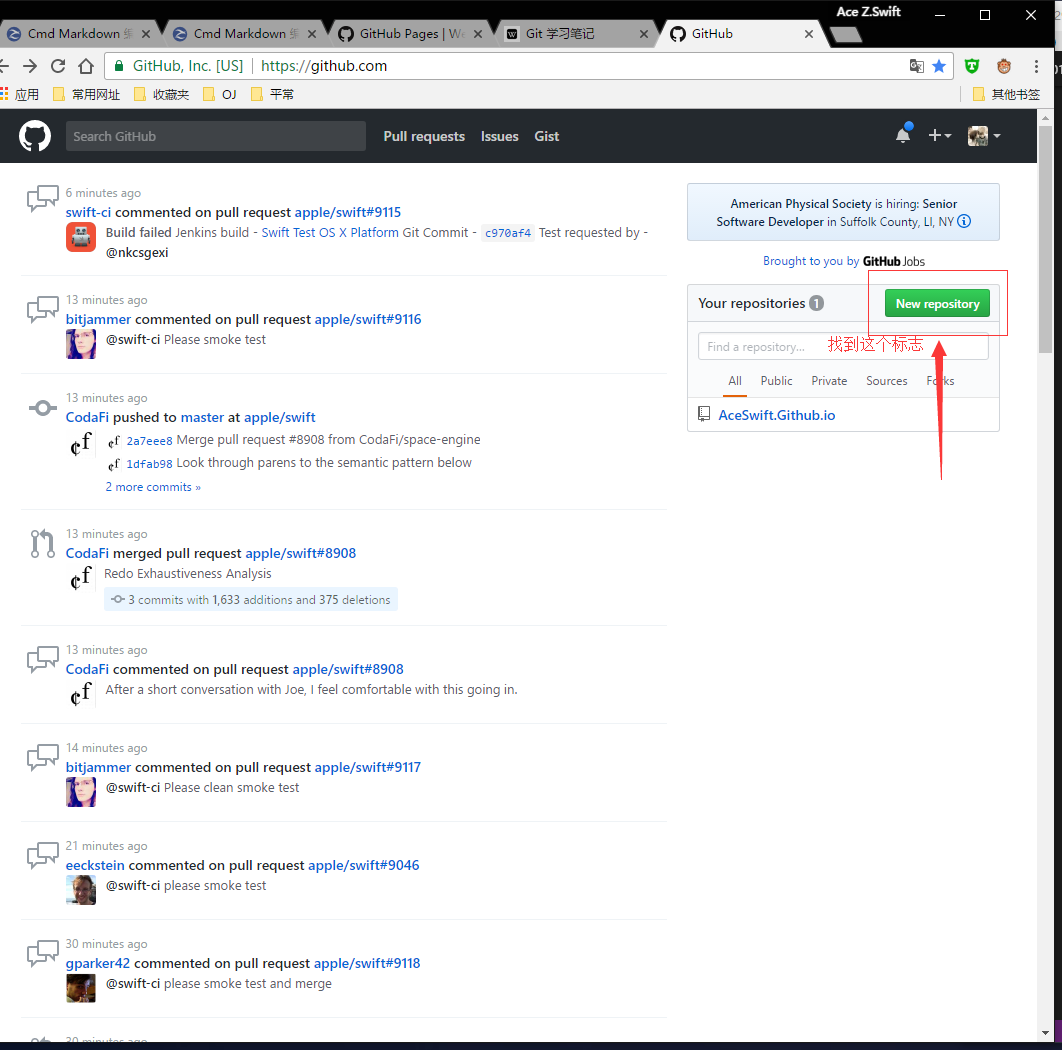 Ace Z.Swift
Cmd Markdown
Cmd Markdown
GitHub Pages | We
Git 学习笔记
GitHub
GitHub, Inc. [US] https://github.com
应用 常用网址 收藏夹 OJ 平常 其他书签
Search GitHub Pull requests Issues Gist
6 minutes ago
swift-ci commented on pull request apple/swift#9115
Build failed Jenkins build - Swift Test OS X Platform Git Commit - c970af4 Test requested by -
@nkcsgexi
13 minutes ago
bitjammer commented on pull request apple/swift#9116
@swift-ci Please smoke test
13 minutes ago
CodaFi pushed to master at apple/swift
¢f
¢f 2a7eee8 Merge pull request #8908 from CodaFi/space-engine
¢f 1dfab98 Look through parens to the semantic pattern below
2 more commits »
13 minutes ago
CodaFi merged pull request apple/swift#8908
¢f
Redo Exhaustiveness Analysis
3 commits with 1,633 additions and 375 deletions
13 minutes ago
CodaFi commented on pull request apple/swift#8908
¢f
After a short conversation with Joe, I feel comfortable with this going in.
14 minutes ago
bitjammer commented on pull request apple/swift#9117
@swift-ci Please clean smoke test
21 minutes ago
eeckstein commented on pull request apple/swift#9046
@swift-ci please smoke test
30 minutes ago
gparker42 commented on pull request apple/swift#9118
@swift-ci please smoke test and merge
30 minutes ago
American Physical Society is hiring: Senior
Software Developer in Suffolk County, LI, NY
Brought to you by GitHub Jobs
Your repositories 1 New repository
Find a repository...
找到这个标志
All Public Private Sources Forks
AceSwift.Github.io